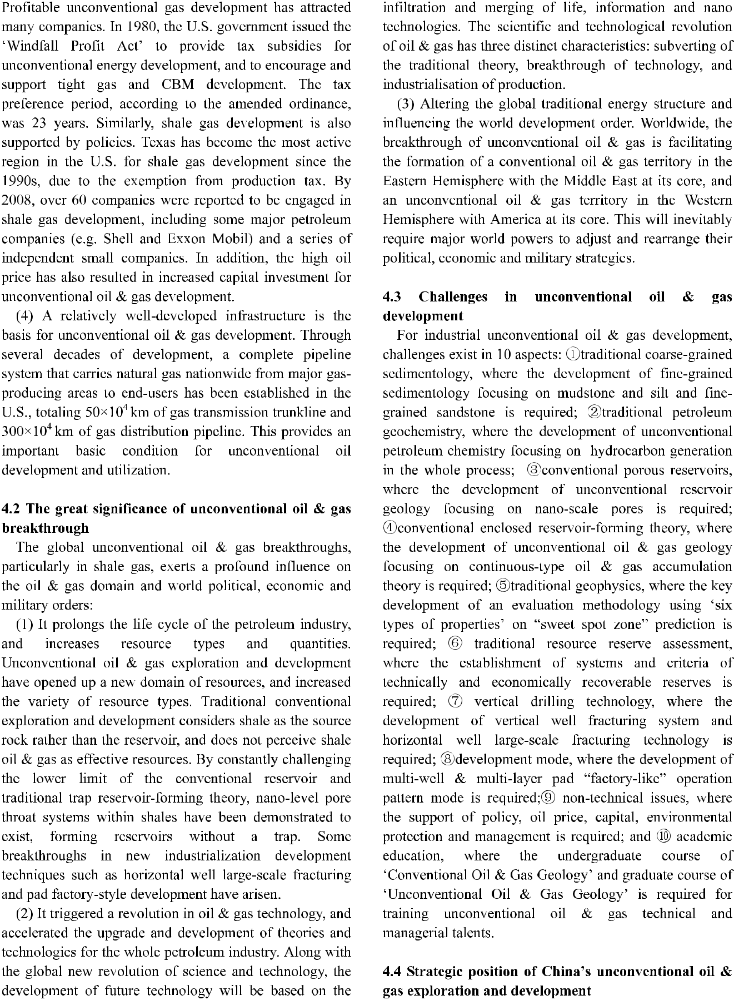 Profitable unconventional gas development has attracted
many companies. In 1980, the U.S. government issued the
‘Windfall Profit Act’ to provide tax subsidies for
unconventional energy development, and to encourage and
support tight gas and CBM development. The tax
preference period, according to the amended ordinance,
was 23 years. Similarly, shale gas development is also
supported by policies. Texas has become the most active
region in the U.S. for shale gas development since the
1990s, due to the exemption from production tax. By
2008, over 60 companies were reported to be engaged in
shale gas development, including some major petroleum
companies (e.g. Shell and Exxon Mobil) and a series of
independent small companies. In addition, the high oil
price has also resulted in increased capital investment for
unconventional oil & gas development.
(4) A relatively well-developed infrastructure is the
basis for unconventional oil & gas development. Through
several decades of development, a complete pipeline
system that carries natural gas nationwide from major gas-
producing areas to end-users has been established in the
U.S., totaling 50×10⁴ km of gas transmission trunkline and
300×10⁴ km of gas distribution pipeline. This provides an
important basic condition for unconventional oil
development and utilization.
4.2 The great significance of unconventional oil & gas
breakthrough
The global unconventional oil & gas breakthroughs,
particularly in shale gas, exerts a profound influence on
the oil & gas domain and world political, economic and
military orders:
(1) It prolongs the life cycle of the petroleum industry,
and increases resource types and quantities.
Unconventional oil & gas exploration and development
have opened up a new domain of resources, and increased
the variety of resource types. Traditional conventional
exploration and development considers shale as the source
rock rather than the reservoir, and does not perceive shale
oil & gas as effective resources. By constantly challenging
the lower limit of the conventional reservoir and
traditional trap reservoir-forming theory, nano-level pore
throat systems within shales have been demonstrated to
exist, forming reservoirs without a trap. Some
breakthroughs in new industrialization development
techniques such as horizontal well large-scale fracturing
and pad factory-style development have arisen.
(2) It triggered a revolution in oil & gas technology, and
accelerated the upgrade and development of theories and
technologies for the whole petroleum industry. Along with
the global new revolution of science and technology, the
development of future technology will be based on the
infiltration and merging of life, information and nano
technologies. The scientific and technological revolution
of oil & gas has three distinct characteristics: subverting of
the traditional theory, breakthrough of technology, and
industrialisation of production.
(3) Altering the global traditional energy structure and
influencing the world development order. Worldwide, the
breakthrough of unconventional oil & gas is facilitating
the formation of a conventional oil & gas territory in the
Eastern Hemisphere with the Middle East at its core, and
an unconventional oil & gas territory in the Western
Hemisphere with America at its core. This will inevitably
require major world powers to adjust and rearrange their
political, economic and military strategies.
4.3 Challenges in unconventional oil & gas
development
For industrial unconventional oil & gas development,
challenges exist in 10 aspects: ①traditional coarse-grained
sedimentology, where the development of fine-grained
sedimentology focusing on mudstone and silt and fine-
grained sandstone is required; ②traditional petroleum
geochemistry, where the development of unconventional
petroleum chemistry focusing on hydrocarbon generation
in the whole process; ③conventional porous reservoirs,
where the development of unconventional reservoir
geology focusing on nano-scale pores is required;
④conventional enclosed reservoir-forming theory, where
the development of unconventional oil & gas geology
focusing on continuous-type oil & gas accumulation
theory is required; ⑤traditional geophysics, where the key
development of an evaluation methodology using ‘six
types of properties’ on “sweet spot zone” prediction is
required; ⑥ traditional resource reserve assessment,
where the establishment of systems and criteria of
technically and economically recoverable reserves is
required; ⑦ vertical drilling technology, where the
development of vertical well fracturing system and
horizontal well large-scale fracturing technology is
required; ⑧development mode, where the development of
multi-well & multi-layer pad “factory-like” operation
pattern mode is required;⑨ non-technical issues, where
the support of policy, oil price, capital, environmental
protection and management is required; and ⑩ academic
education, where the undergraduate course of
‘Conventional Oil & Gas Geology’ and graduate course of
‘Unconventional Oil & Gas Geology’ is required for
training unconventional oil & gas technical and
managerial talents.
4.4 Strategic position of China’s unconventional oil &
gas exploration and development